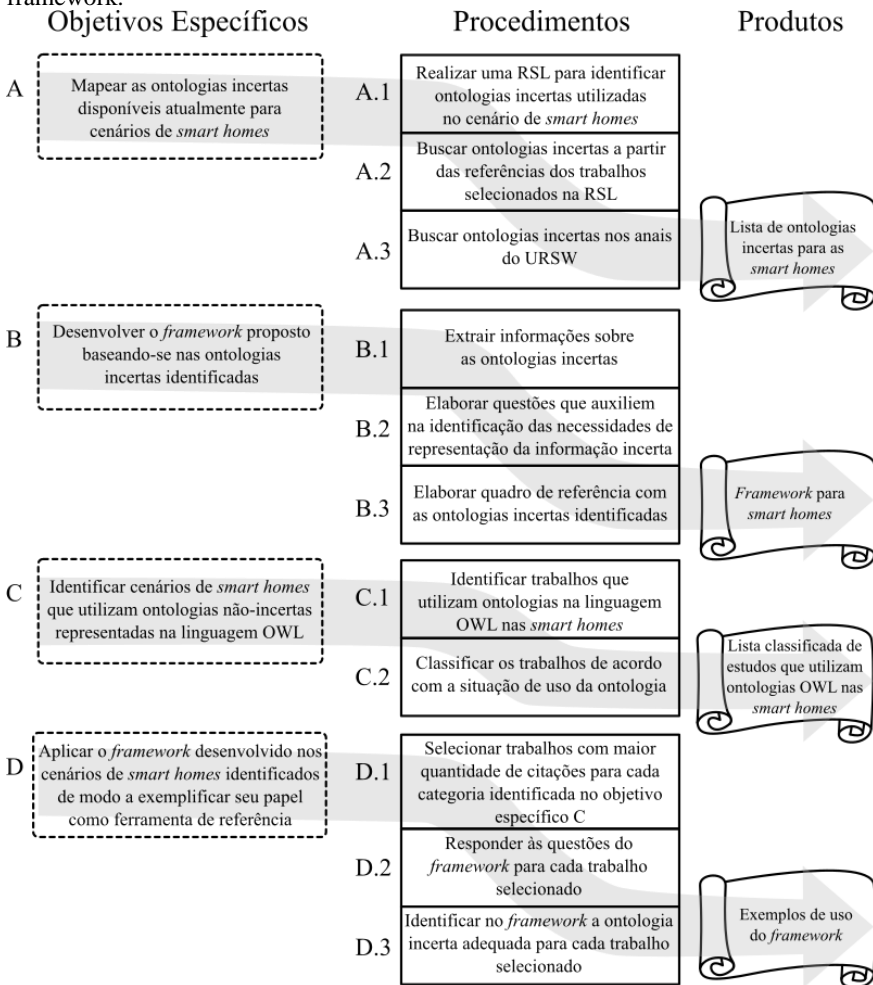 framework.
Objetivos Específicos
Procedimentos
Produtos
A
Mapear as ontologias incertas
disponíveis atualmente para
cenários de smart homes
A.1
Realizar uma RSL para identificar
ontologias incertas utilizadas
no cenário de smart homes
A.2
Buscar ontologias incertas a partir
das referências dos trabalhos
selecionados na RSL
A.3
Buscar ontologias incertas nos anais
do URSW
Lista de ontologias
incertas para as
smart homes
B
Desenvolver o framework proposto
baseando-se nas ontologias
incertas identificadas
B.1
Extrair informações sobre
as ontologias incertas
B.2
Elaborar questões que auxiliem
na identificação das necessidades de
representação da informação incerta
B.3
Elaborar quadro de referência com
as ontologias incertas identificadas
Framework para
smart homes
C
Identificar cenários de smart homes
que utilizam ontologias não-incertas
representadas na linguagem OWL
C.1
Identificar trabalhos que
utilizam ontologias na linguagem
OWL nas smart homes
C.2
Classificar os trabalhos de acordo
com a situação de uso da ontologia
Lista classificada de
estudos que utilizam
ontologias OWL nas
smart homes
D
Aplicar o framework desenvolvido nos
cenários de smart homes identificados
de modo a exemplificar seu papel
como ferramenta de referência
D.1
Selecionar trabalhos com maior
quantidade de citações para cada
categoria identificada no objetivo
específico C
D.2
Responder às questões do
framework para cada trabalho
selecionado
D.3
Identificar no framework a ontologia
incerta adequada para cada trabalho
selecionado
Exemplos de uso
do framework